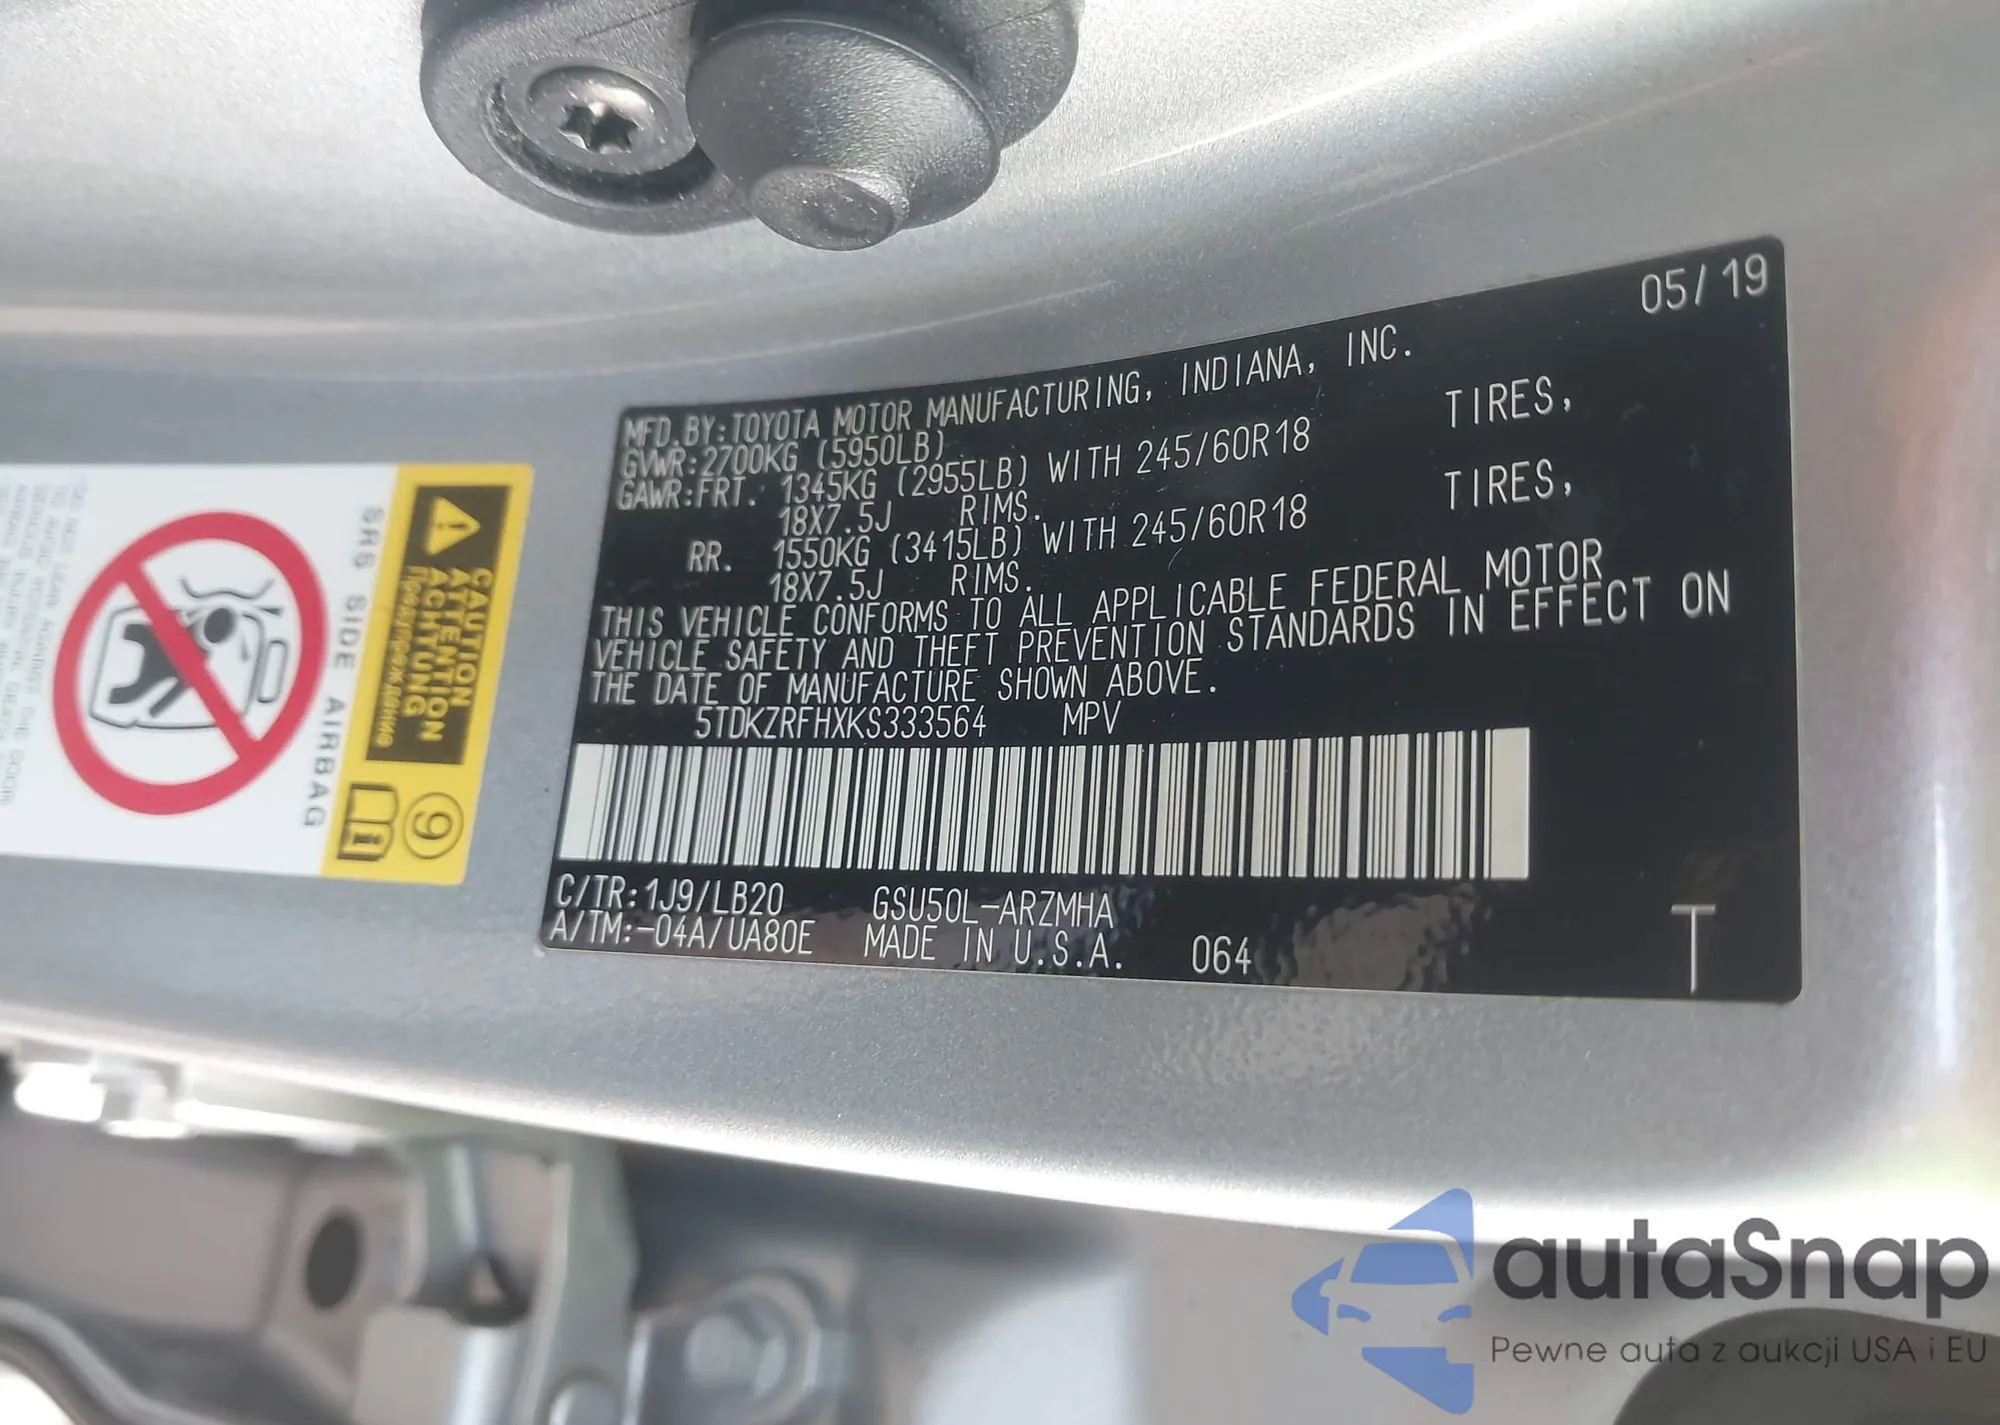 05/19
MFD.BY:TOYOTA MOTOR MANUFACTURING, INDIANA, INC.
GVWR:2700KG (5950LB)
GAWR:FRT. 1345KG (2955LB) WITH 245/60R18 TIRES,
18X7.5J RIMS.
RR. 1550KG (3415LB) WITH 245/60R18 TIRES,
18X7.5J RIMS.
THIS VEHICLE CONFORMS TO ALL APPLICABLE FEDERAL MOTOR
VEHICLE SAFETY AND THEFT PREVENTION STANDARDS IN EFFECT ON
THE DATE OF MANUFACTURE SHOWN ABOVE.
5TDKZRFHXKS333564 MPV
C/TR:1J9/LB20 GSU50L-ARZMHA
A/TM:-04A/UA80E MADE IN U.S.A. 064
T
CAUTION
ATTENTION
ACHTUNG
SRS SIDE AIRBAG
9
autaSnap
Pewne auta z aukcji USA i EU